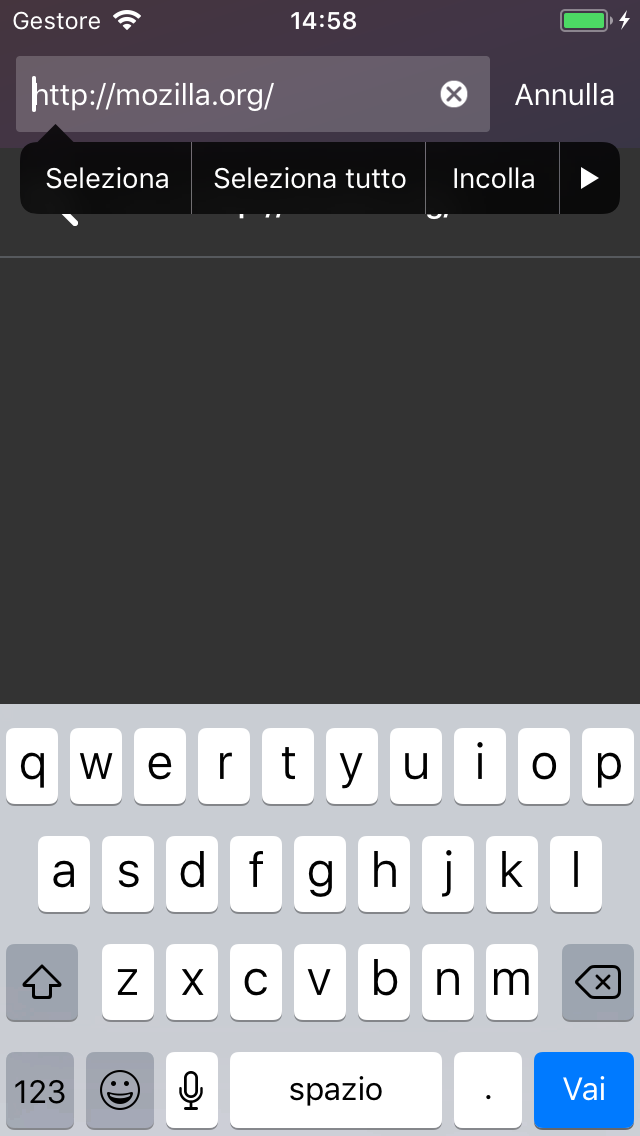 Gestore 14:58
http://mozilla.org/ Annulla
Seleziona Seleziona tutto Incolla
q w e r t y u i o p
a s d f g h j k l
z x c v b n m
123 spazio . Vai